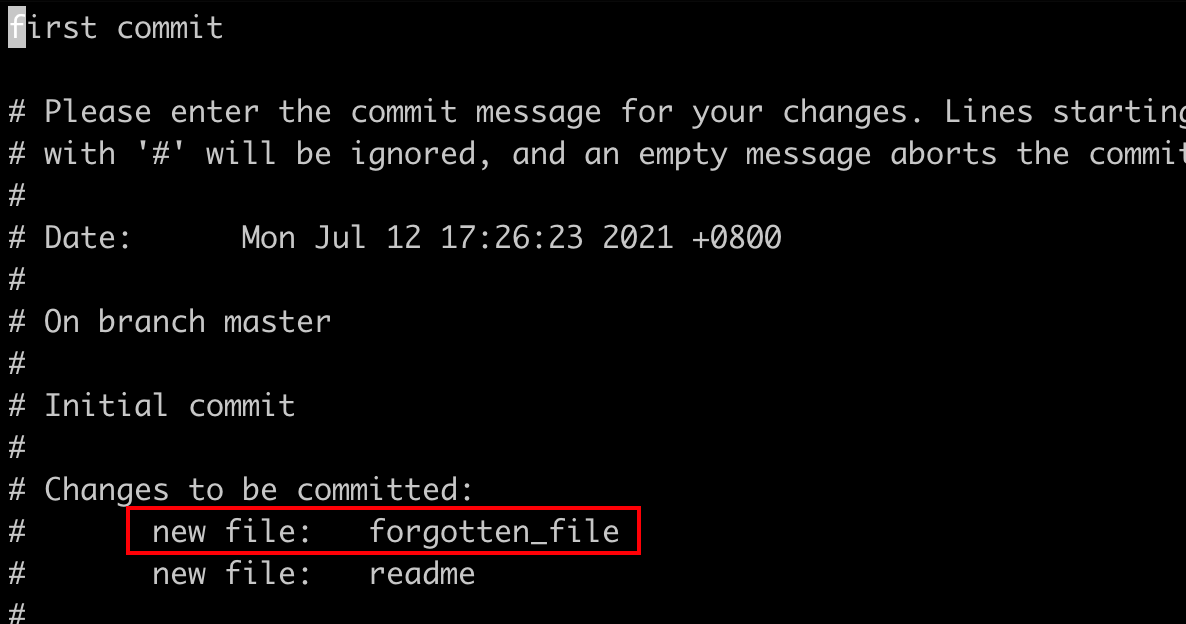 first commit
# Please enter the commit message for your changes. Lines starting
# with '#' will be ignored, and an empty message aborts the commit
#
# Date:      Mon Jul 12 17:26:23 2021 +0800
#
# On branch master
#
# Initial commit
#
# Changes to be committed:
#       new file:   forgotten_file
#       new file:   readme
#